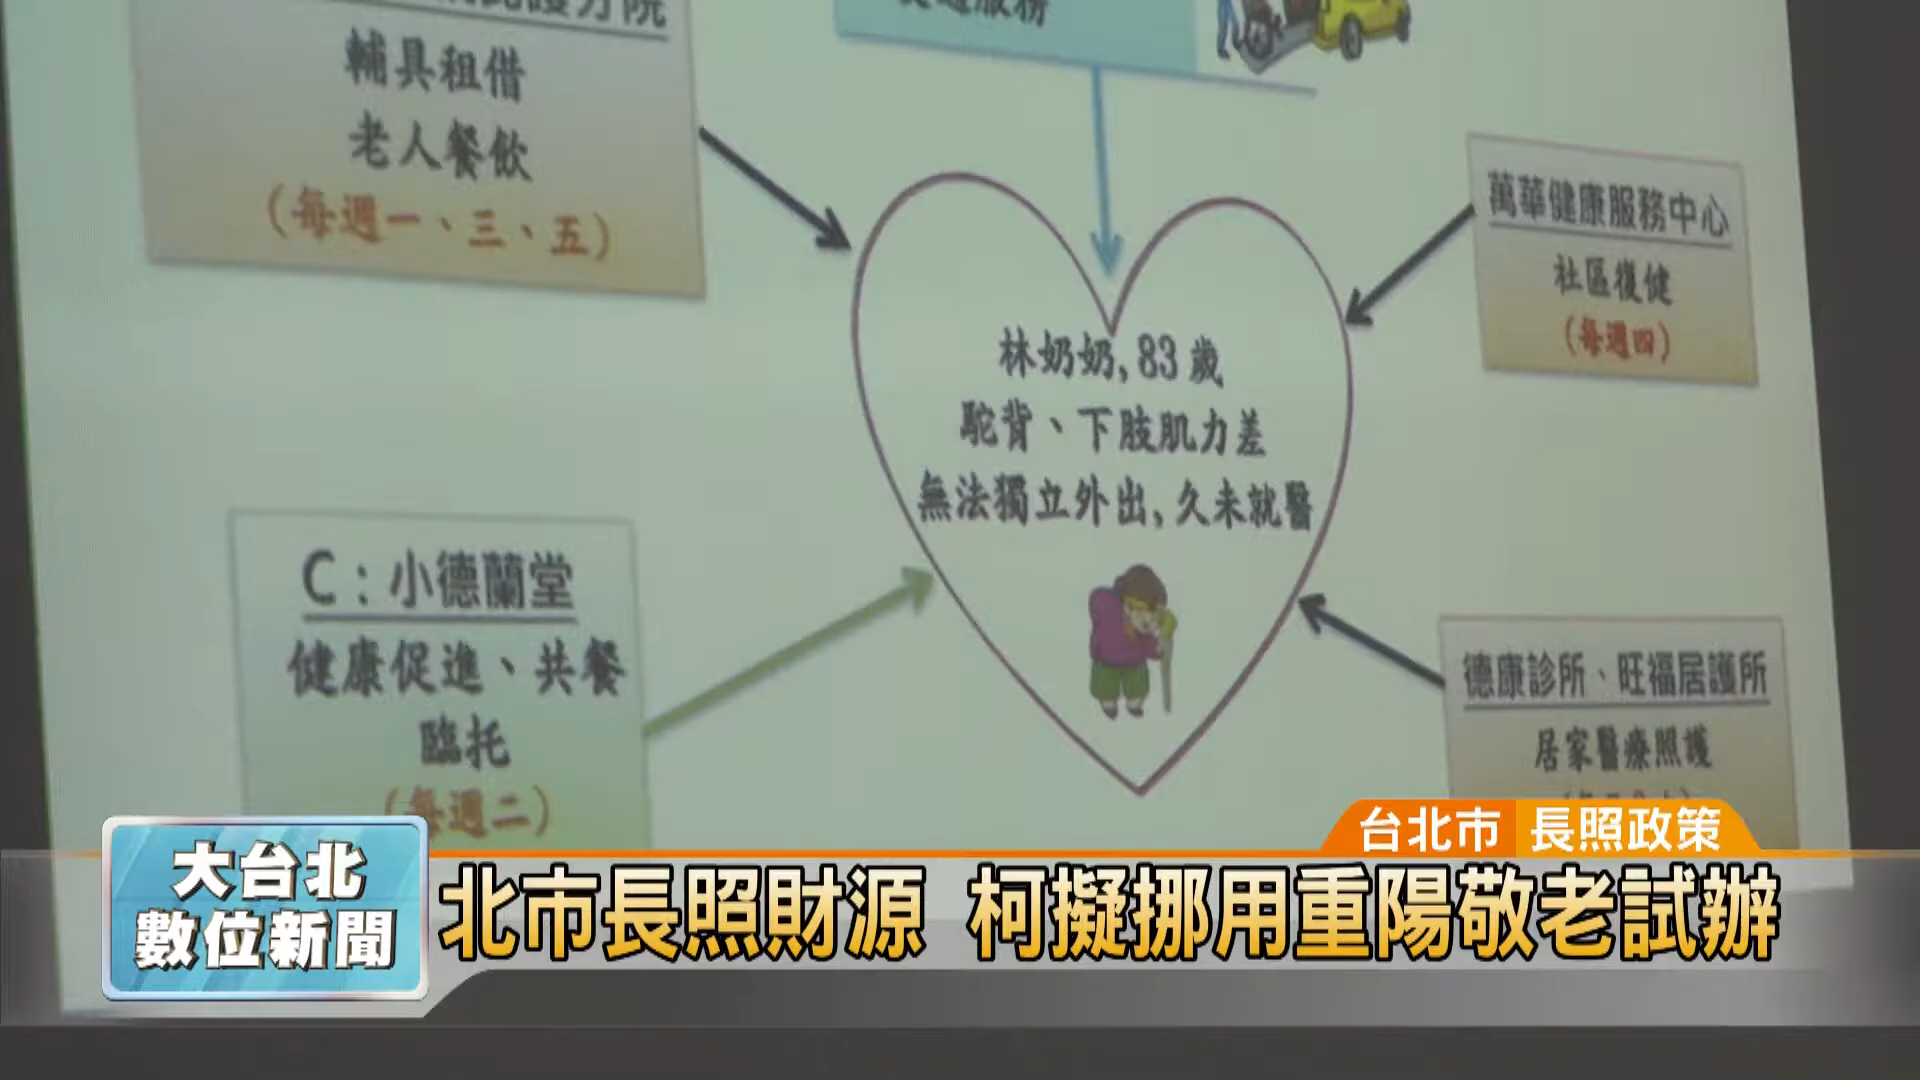 輔具租借
老人餐飲
(每週一、三、五)
萬華健康服務中心
社區復健
(每週四)
林奶奶,83歲
駝背、下肢肌力差
無法獨立外出,久未就醫
C:小德蘭堂
健康促進、共餐
臨托
(每週二)
德康診所、旺福居護所
居家醫療照護
台北市 長照政策
大台北
數位新聞
北市長照財源 柯擬挪用重陽敬老試辦